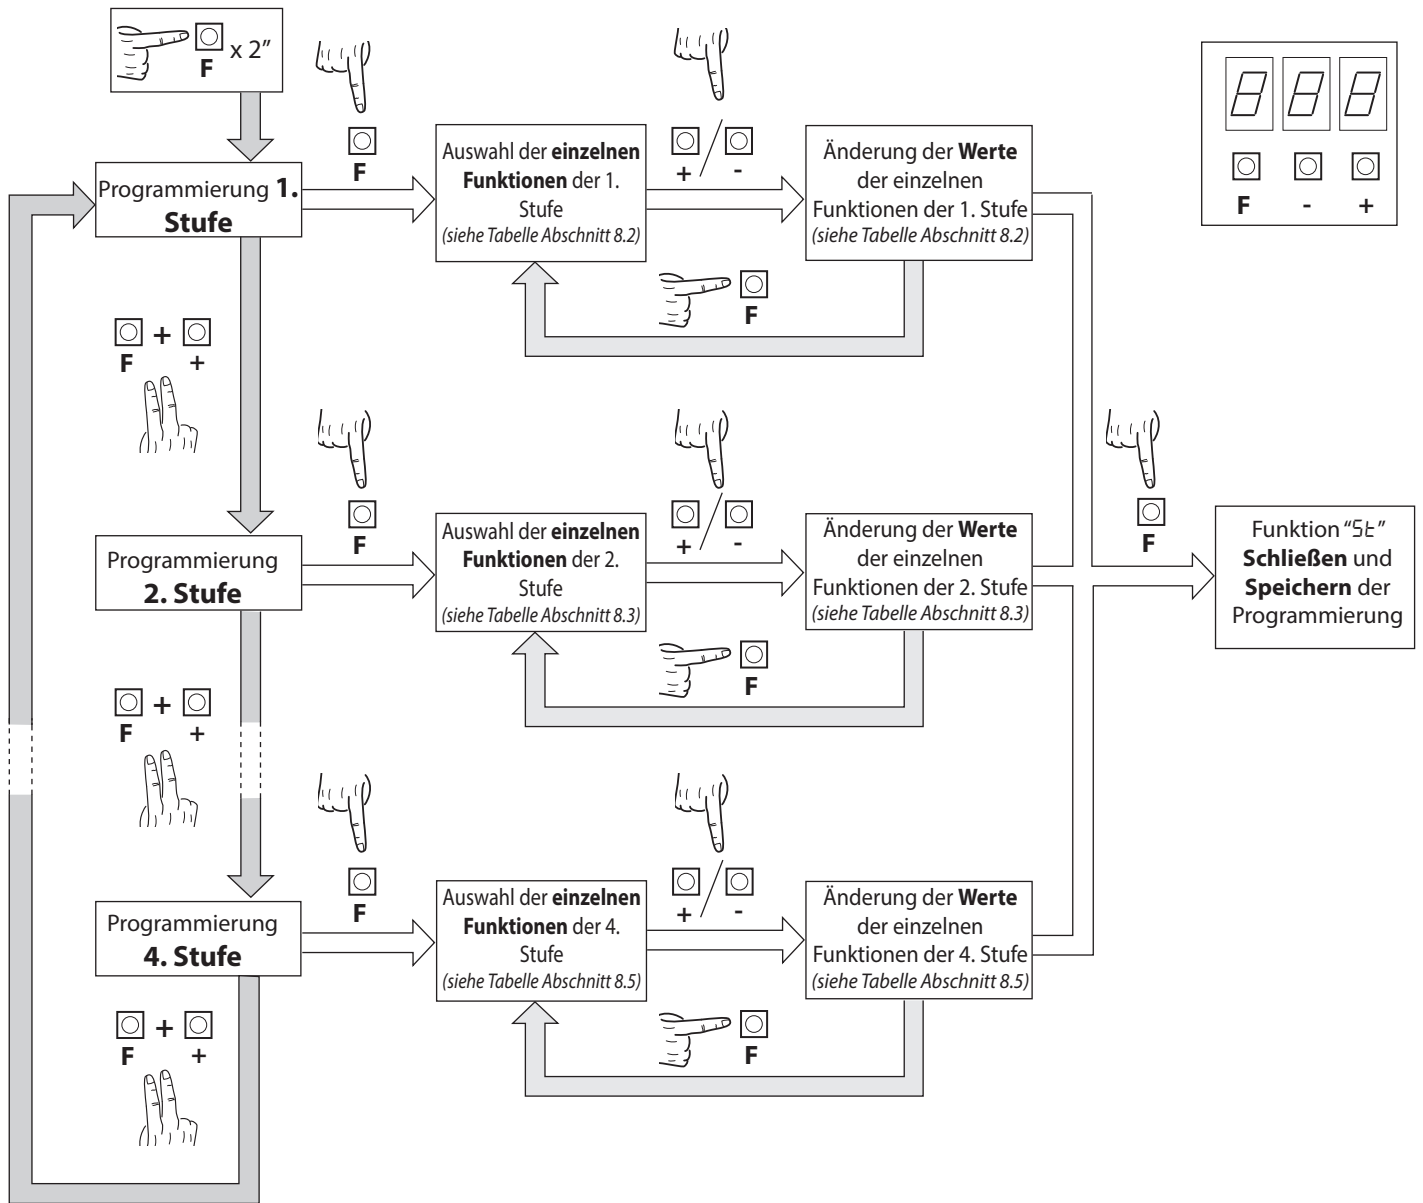 x 2”
F
F
+ / -
F - +
Programmierung 1.
Stufe
Auswahl der einzelnen
Funktionen der 1.
Stufe
(siehe Tabelle Abschnitt 8.2)
Änderung der Werte
der einzelnen
Funktionen der 1. Stufe
(siehe Tabelle Abschnitt 8.2)
F
+
F +
F
+ / -
F
Programmierung
2. Stufe
Auswahl der einzelnen
Funktionen der 2.
Stufe
(siehe Tabelle Abschnitt 8.3)
Änderung der Werte
der einzelnen
Funktionen der 2. Stufe
(siehe Tabelle Abschnitt 8.3)
Funktion “St”
Schließen und
Speichern der
Programmierung
F
+
F +
F
+ / -
Programmierung
4. Stufe
Auswahl der einzelnen
Funktionen der 4.
Stufe
(siehe Tabelle Abschnitt 8.5)
Änderung der Werte
der einzelnen
Funktionen der 4. Stufe
(siehe Tabelle Abschnitt 8.5)
+
F +
F